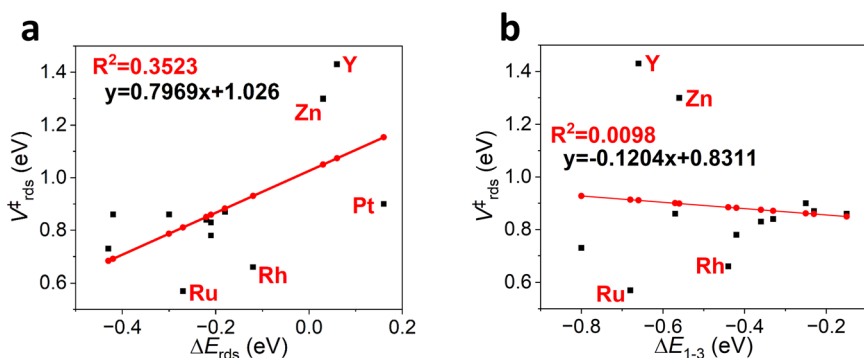 a
R²=0.3523
y=0.7969x+1.026
Y
Zn
Pt
Rh
Ru
V‡rds (eV)
1.4
1.2
1.0
0.8
0.6
−0.4
−0.2
0.0
0.2
ΔErds (eV)
b
Y
Zn
R²=0.0098
y=-0.1204x+0.8311
Rh
Ru
V‡rds (eV)
1.4
1.2
1.0
0.8
0.6
−0.8
−0.6
−0.4
−0.2
ΔE1-3 (eV)